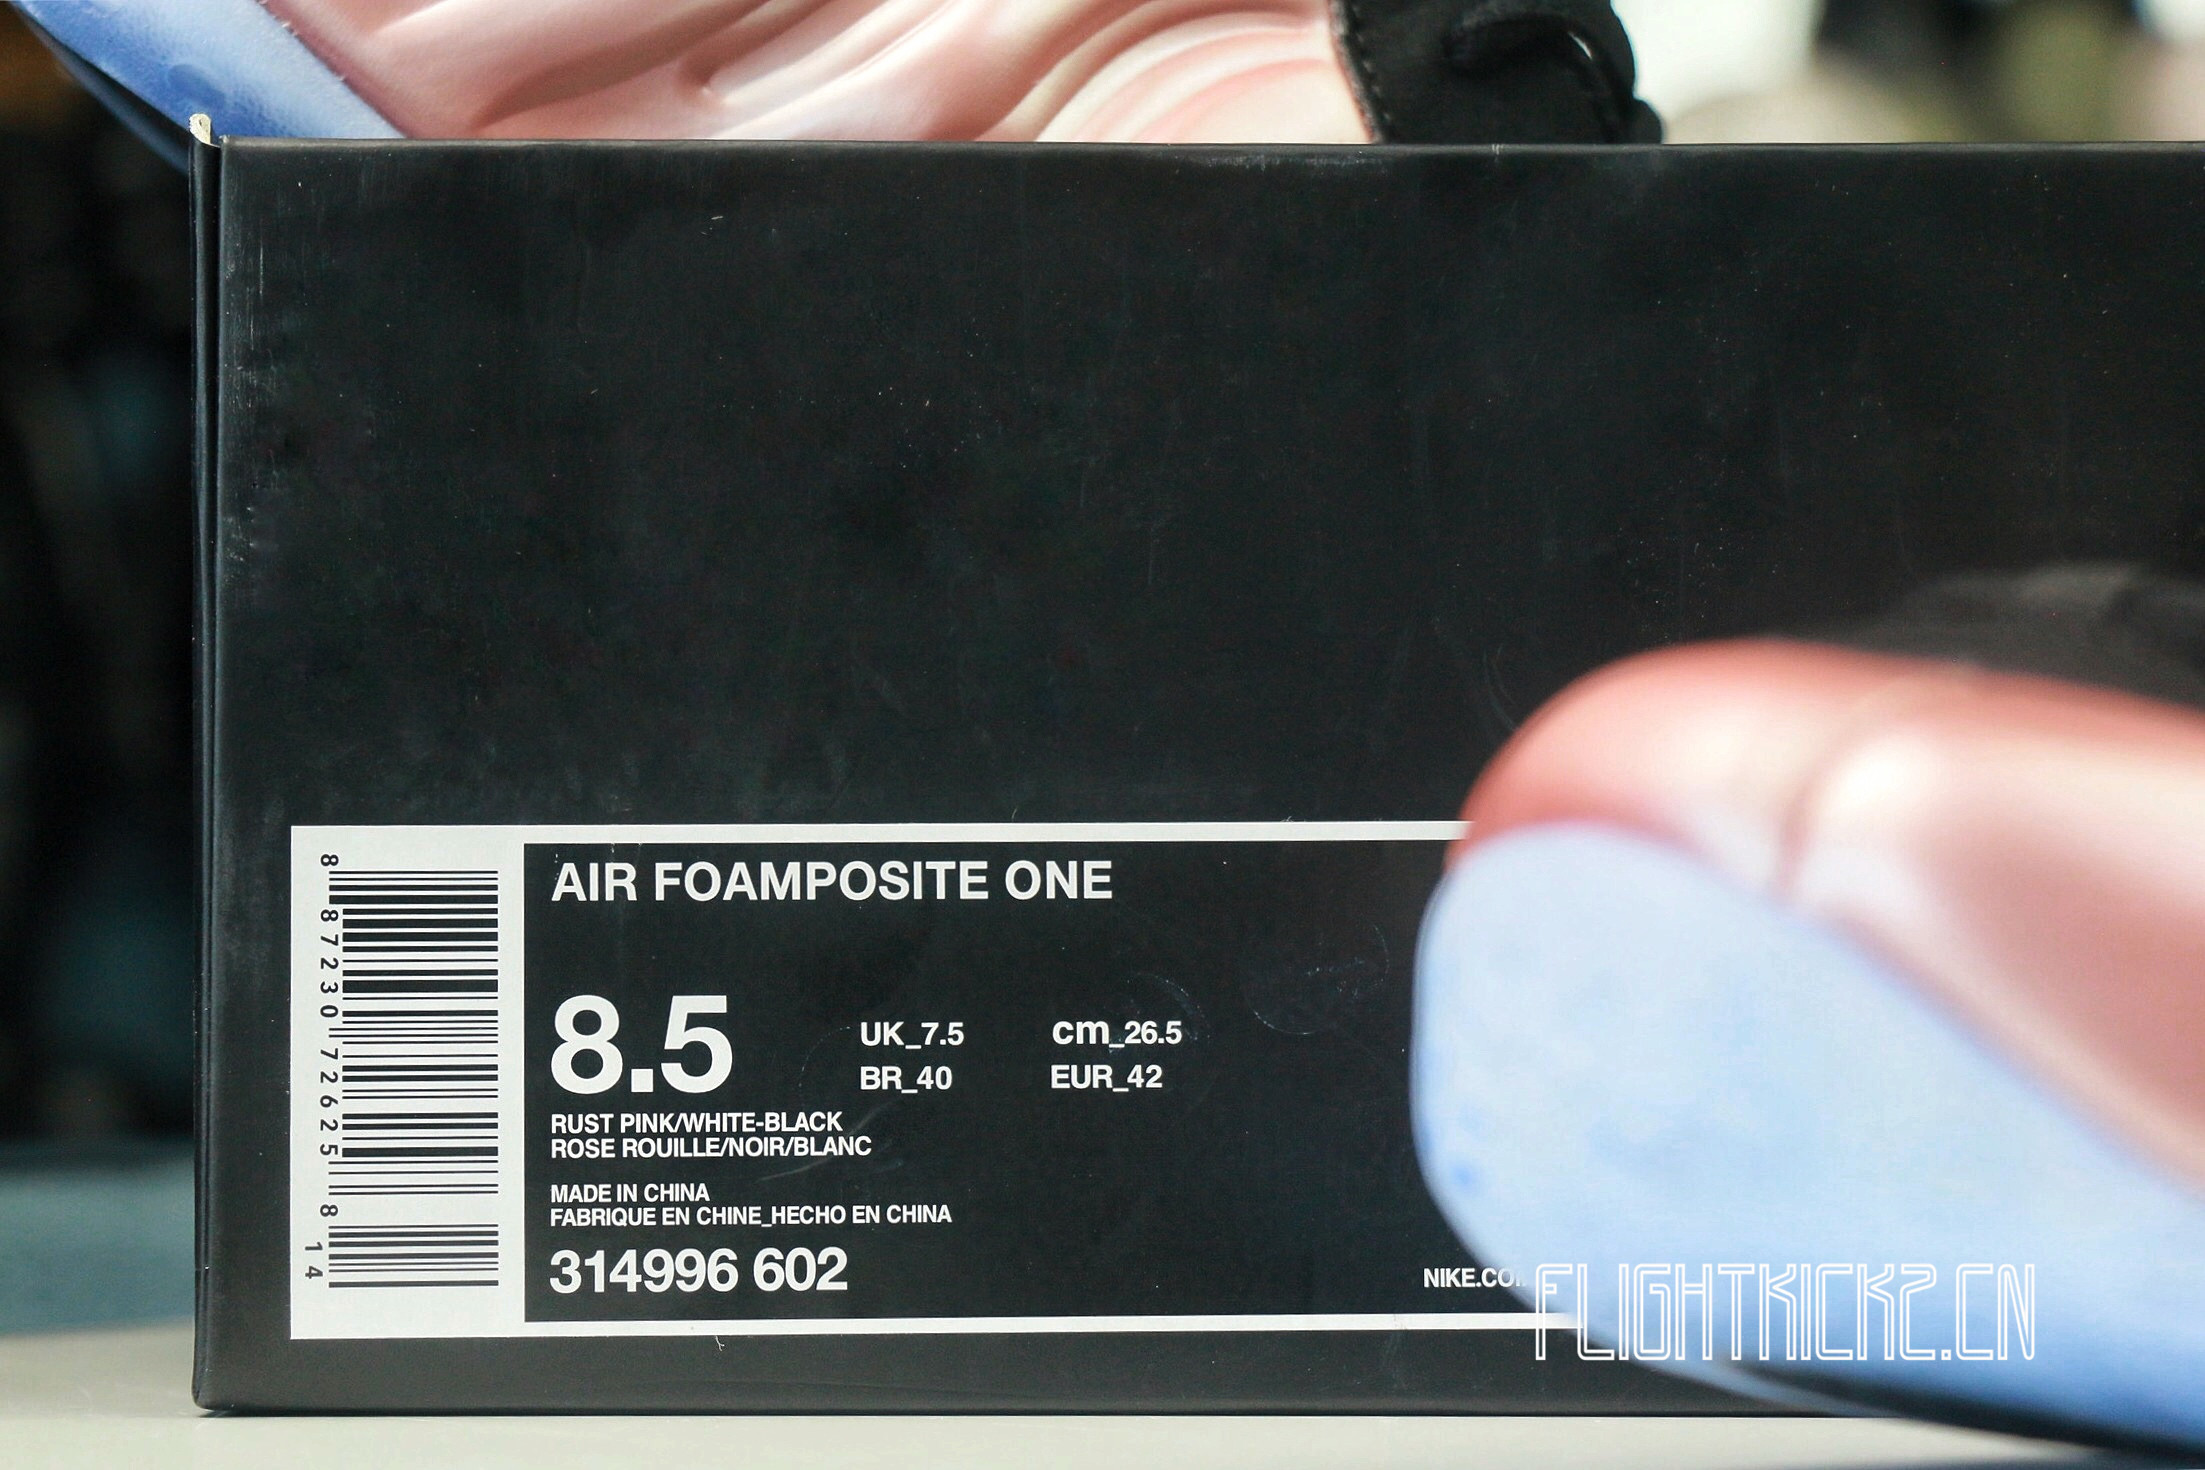 AIR FOAMPOSITE ONE
8.5
UK_7.5
cm_26.5
BR_40
EUR_42
RUST PINK/WHITE-BLACK
ROSE ROUILLE/NOIR/BLANC
MADE IN CHINA
FABRIQUE EN CHINE_HECHO EN CHINA
314996 602
8 87230 72625 8
14
FLIGHTKICKZ.CN